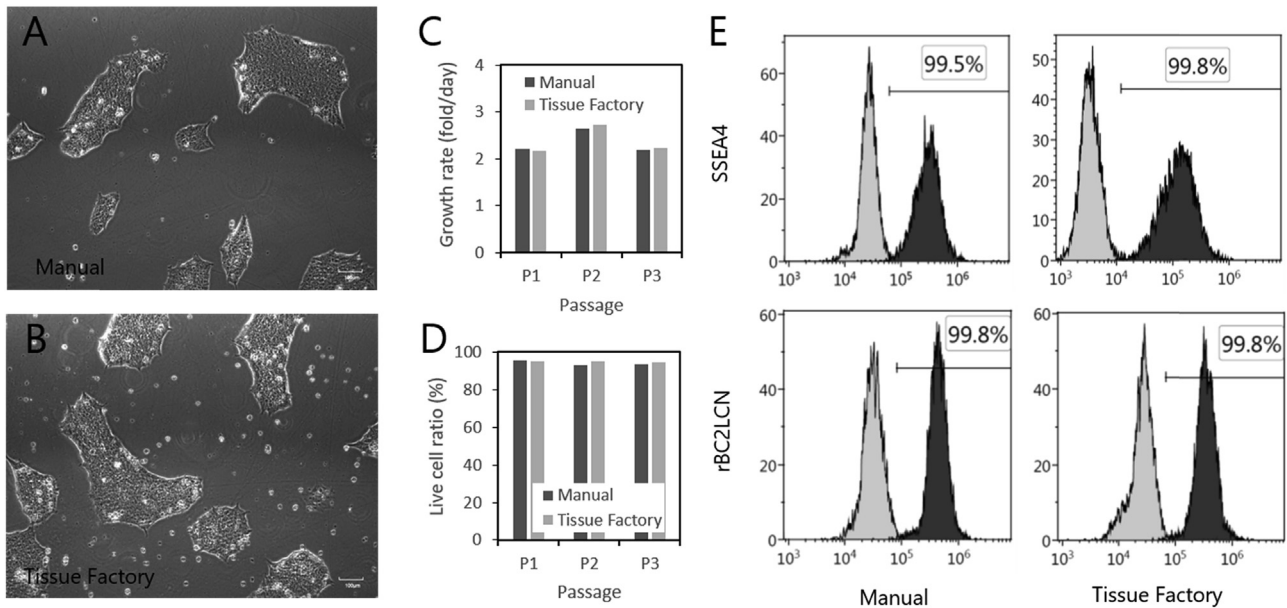 A
Manual
B
Tissue Factory
100μm
C
Growth rate (fold/day)
4
3
2
1
0
Manual
Tissue Factory
P1 P2 P3
Passage
D
Live cell ratio (%)
100
80
60
40
20
0
Manual
Tissue Factory
P1 P2 P3
Passage
E
SSEA4
60
40
20
0
99.5%
10³ 10⁴ 10⁵ 10⁶
50
40
30
20
10
0
99.8%
10³ 10⁴ 10⁵ 10⁶
rBC2LCN
60
40
20
0
99.8%
10³ 10⁴ 10⁵ 10⁶
60
40
20
0
99.8%
10³ 10⁴ 10⁵ 10⁶
Manual
Tissue Factory